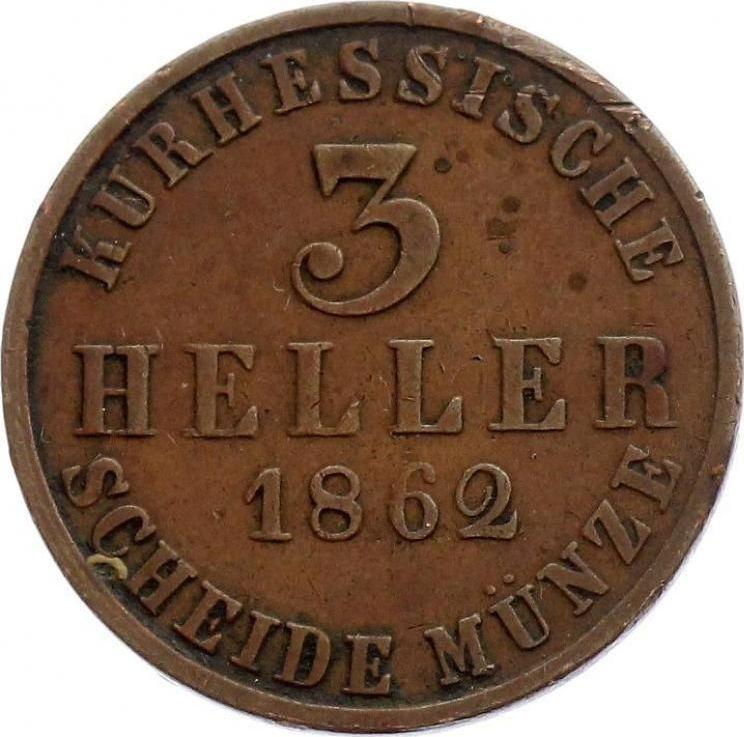 KURHESSISCHE
3
HELLER
1862
SCHEIDE MÜNZE